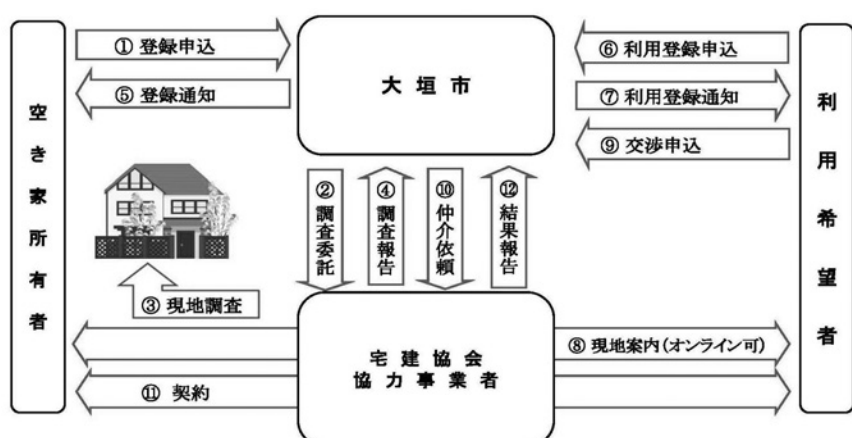 ① 登録申込
⑤ 登録通知
空き家所有者
大垣市
⑥ 利用登録申込
⑦ 利用登録通知
⑨ 交渉申込
利用希望者
② 調査委託
④ 調査報告
⑩ 仲介依頼
⑫ 結果報告
③ 現地調査
宅建協会
協力事業者
⑧ 現地案内(オンライン可)
⑪ 契約